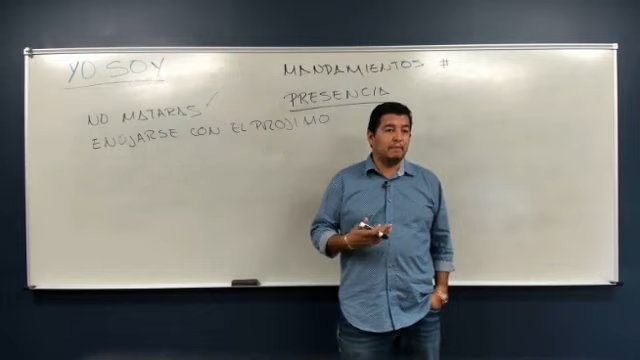 YO SOY
MANDAMIENTOS #
PRESENCIA
NO MATARAS ✓
ENOJARSE CON EL PROJIMO